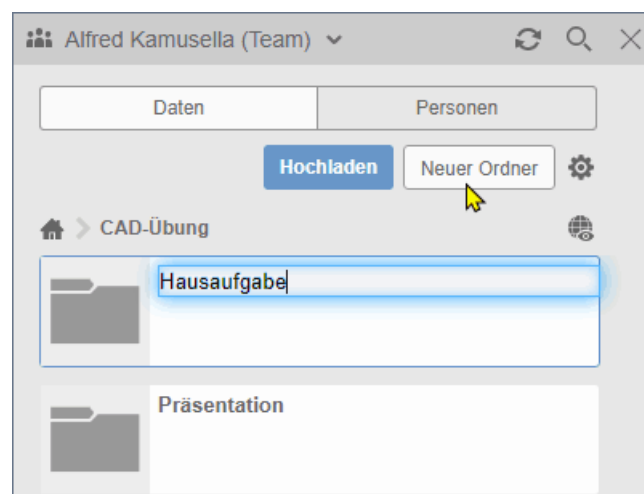 Alfred Kamusella (Team)
Daten Personen
Hochladen Neuer Ordner
CAD-Übung
Hausaufgabe
Präsentation